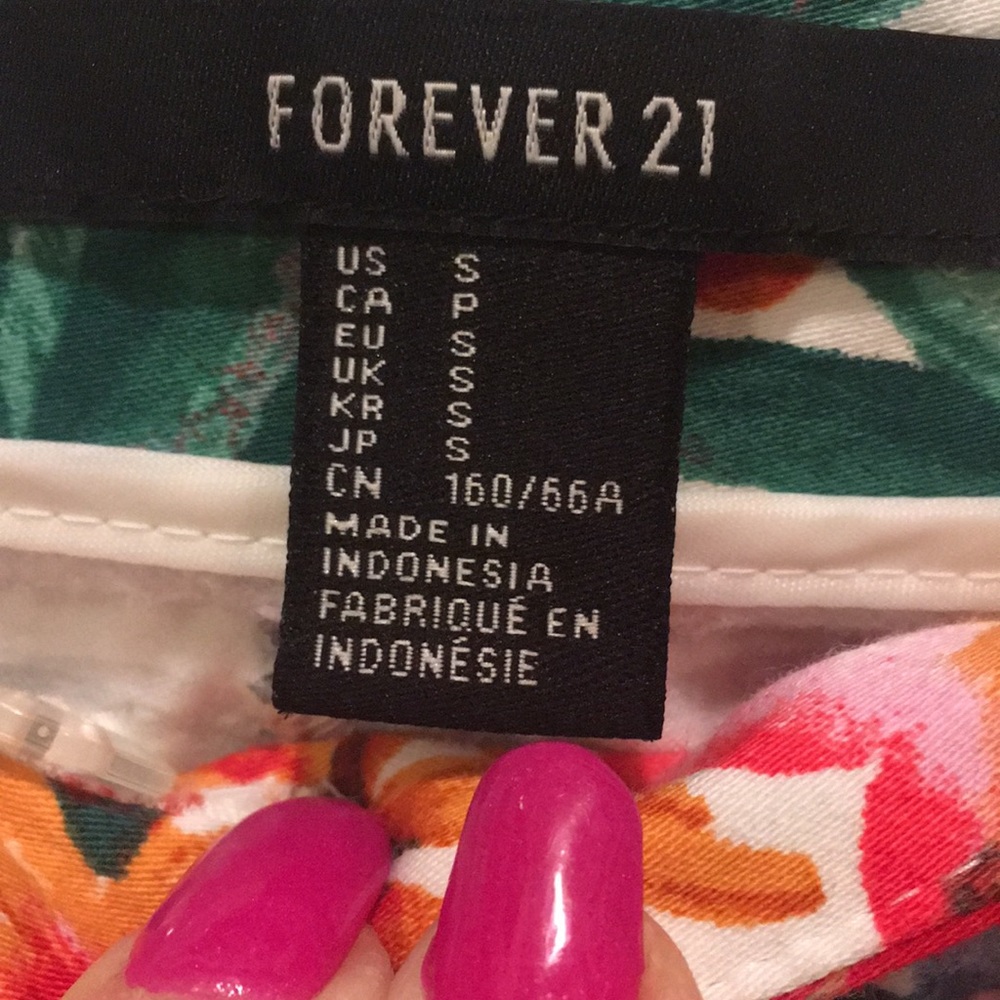 FOREVER 21
US S
CA P
EU S
UK S
KR S
JP S
CN 160/66A
MADE IN
INDONESIA
FABRIQUÉ EN
INDONÉSIE